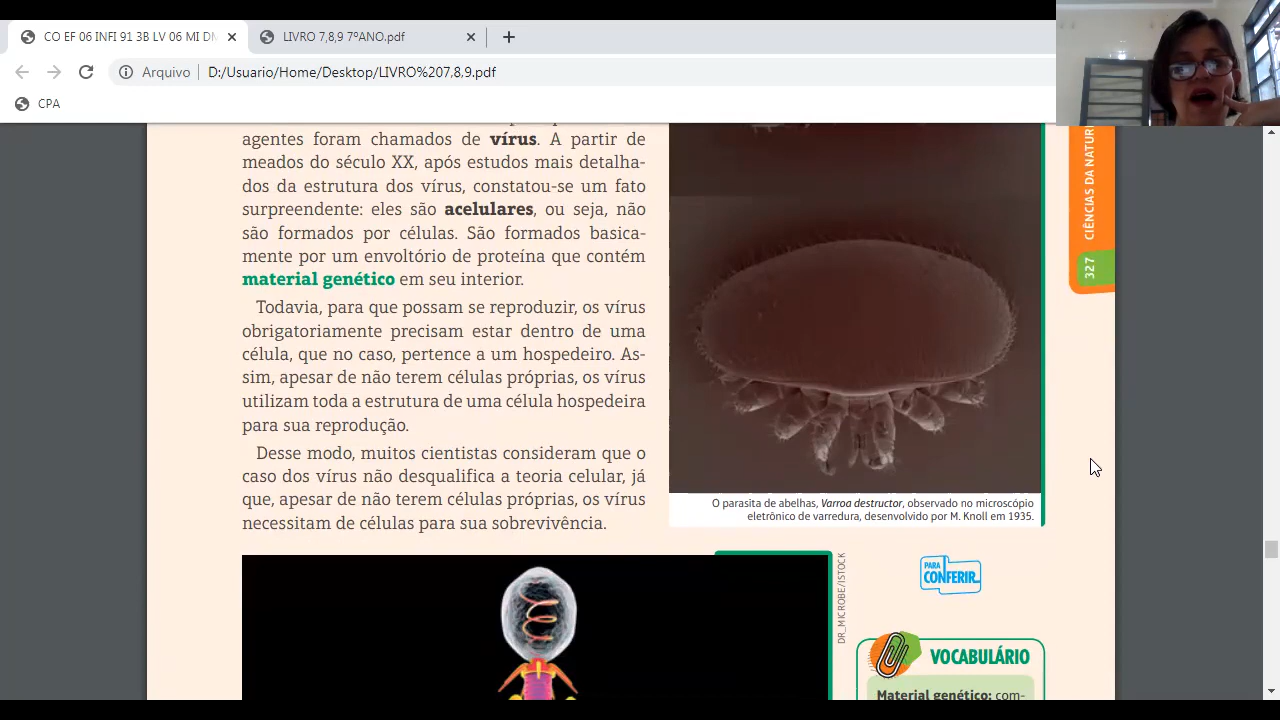 CO EF 06 INFI 91 3B LV 06 MI DM
LIVRO 7,8,9 7ºANO.pdf
Arquivo
D:/Usuario/Home/Desktop/LIVRO%207,8,9.pdf
CPA
agentes foram chamados de vírus. A partir de
meados do século XX, após estudos mais detalha-
dos da estrutura dos vírus, constatou-se um fato
surpreendente: eles são acelulares, ou seja, não
são formados por células. São formados basica-
mente por um envoltório de proteína que contém
material genético em seu interior.
Todavia, para que possam se reproduzir, os vírus
obrigatoriamente precisam estar dentro de uma
célula, que no caso, pertence a um hospedeiro. As-
sim, apesar de não terem células próprias, os vírus
utilizam toda a estrutura de uma célula hospedeira
para sua reprodução.
Desse modo, muitos cientistas consideram que o
caso dos vírus não desqualifica a teoria celular, já
que, apesar de não terem células próprias, os vírus
necessitam de células para sua sobrevivência.
O parasita de abelhas, Varroa destructor, observado no microscópio
eletrônico de varredura, desenvolvido por M. Knoll em 1935.
CIÊNCIAS DA NATUR
327
DR_MICROBE/ISTOCK
PARA
CONFERIR
VOCABULÁRIO
Material genético: com-